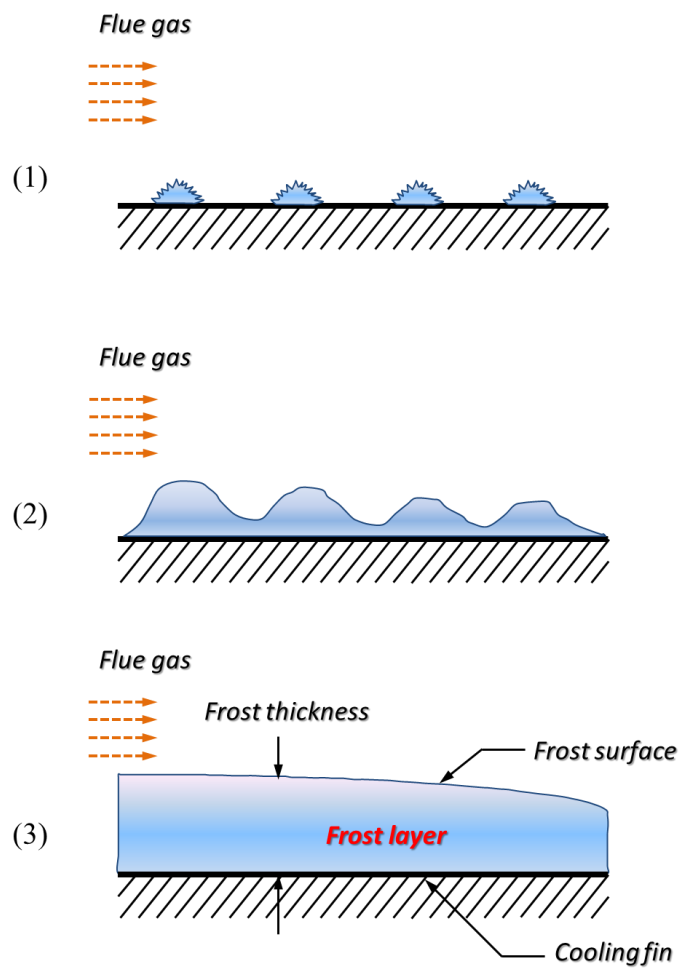 Flue gas
(1)
Flue gas
(2)
Flue gas
Frost thickness
Frost surface
(3)
Frost layer
Cooling fin